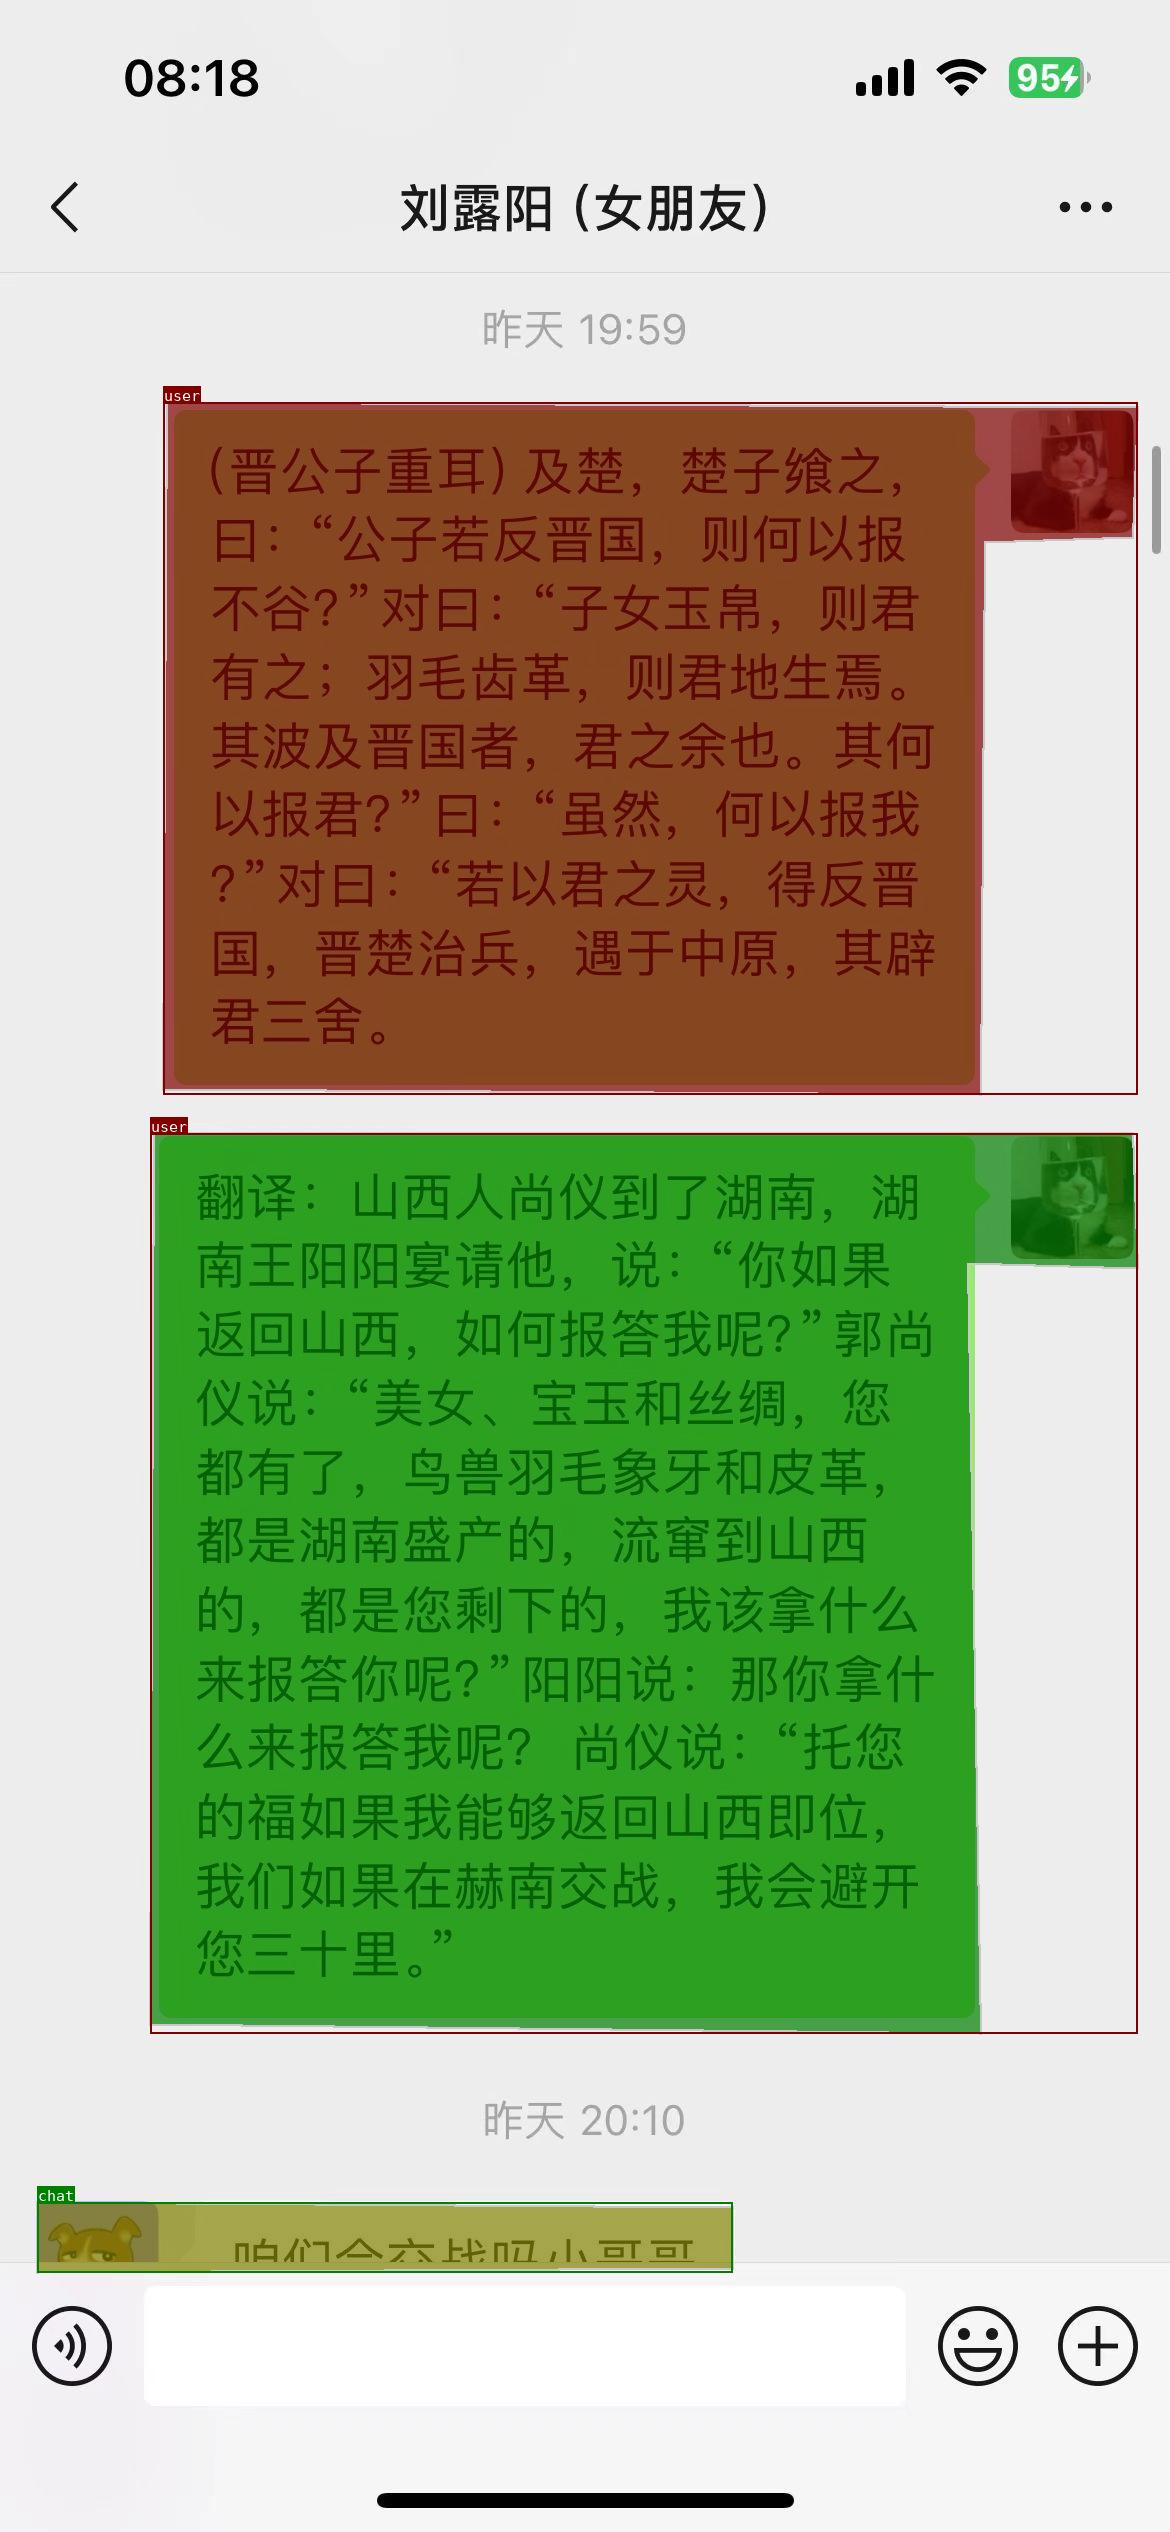 08:18
95
刘露阳（女朋友）
昨天 19:59
user
（晋公子重耳）及楚，楚子飨之，
曰：“公子若反晋国，则何以报
不谷？”对曰：“子女玉帛，则君
有之；羽毛齿革，则君地生焉。
其波及晋国者，君之余也。其何
以报君？”曰：“虽然，何以报我
？”对曰：“若以君之灵，得反晋
国，晋楚治兵，遇于中原，其辟
君三舍。
user
翻译：山西人尚仪到了湖南，湖
南王阳阳宴请他，说：“你如果
返回山西，如何报答我呢？”郭尚
仪说：“美女、宝玉和丝绸，您
都有了，鸟兽羽毛象牙和皮革，
都是湖南盛产的，流窜到山西
的，都是您剩下的，我该拿什么
来报答你呢？”阳阳说：那你拿什
么来报答我呢？ 尚仪说：“托您
的福如果我能够返回山西即位，
我们如果在赫南交战，我会避开
您三十里。”
昨天 20:10
chat
咱们会交战吗小哥哥